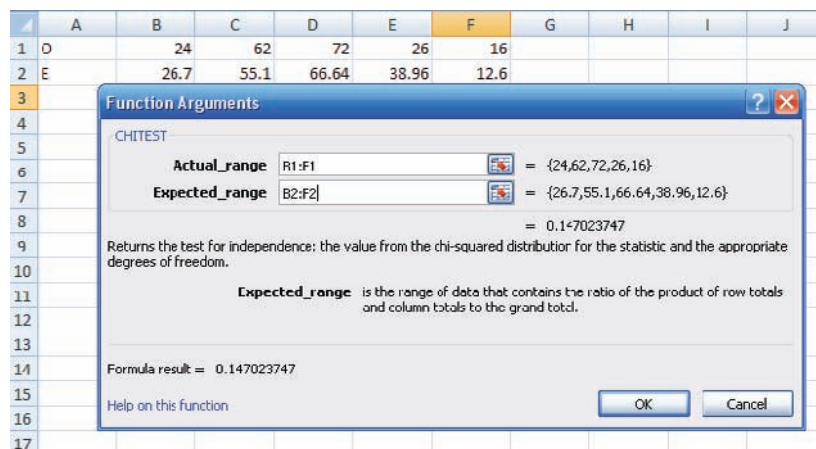 A B C D E F G H I J
1 O 24 62 72 26 16
2 E 26.7 55.1 66.64 38.96 12.6
3 Function Arguments ?
4
CHITEST
5
Actual_range B1:F1 = {24,62,72,26,16}
6
Expected_range B2:F2 = {26.7,55.1,66.64,38.96,12.6}
7
8 = 0.147023747
9 Returns the test for independence: the value from the chi-squared distribution for the statistic and the appropriate
10 degrees of freedom.
11 Expected_range is the range of data that contains the ratio of the product of row totals
12 and column totals to the grand total.
13
14 Formula result = 0.147023747
15 Help on this function OK Cancel
16
17